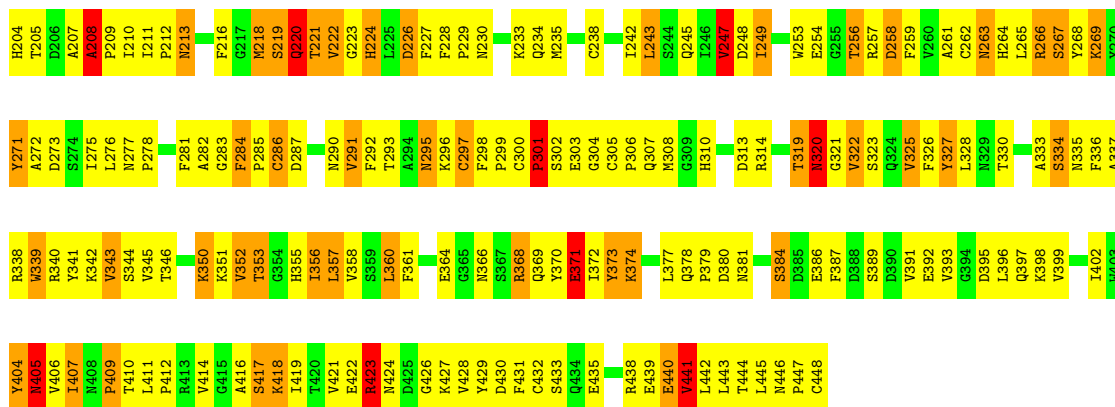 H204 T205 D206 A207 A208 P209 I210 I211 P212 N213 F216 G217 M218 S219 Q220 T221 V222 G223 H224 L225 D226 F227 F228 P229 N230 K233 Q234 M235 C238 I242 L243 S244 Q245 I246 V247 D248 I249 W253 E254 G255 T256 R257 D258 F259 V260 A261 C262 N263 H264 L265 R266 S267 Y268 K269 Y270
Y271 A272 D273 S274 I275 L276 N277 P278 F281 A282 G283 F284 P285 C286 D287 N290 V291 F292 T293 A294 N295 K296 C297 F298 P299 C300 P301 S302 E303 G304 C305 P306 Q307 M308 G309 H310 D313 R314 T319 N320 G321 V322 S323 Q324 V325 F326 Y327 L328 N329 T330 A333 S334 N335 F336 A337
R338 W339 R340 Y341 K342 V343 S344 V345 T346 K350 K351 V352 T353 G354 H355 I356 L357 V358 S359 L360 F361 E364 G365 N366 S367 R368 Q369 Y370 E371 I372 Y373 K374 L377 Q378 P379 D380 N381 S384 D385 E386 F387 D388 S389 D390 V391 E392 V393 G394 D395 L396 Q397 K398 V399 I402 W403
Y404 N405 V406 I407 N408 P409 T410 L411 P412 R413 V414 G415 A416 S417 K418 I419 T420 V421 E422 R423 N424 D425 G426 K427 V428 Y429 D430 F431 C432 S433 Q434 E435 R438 E439 E440 V441 L442 L443 T444 L445 N446 P447 C448